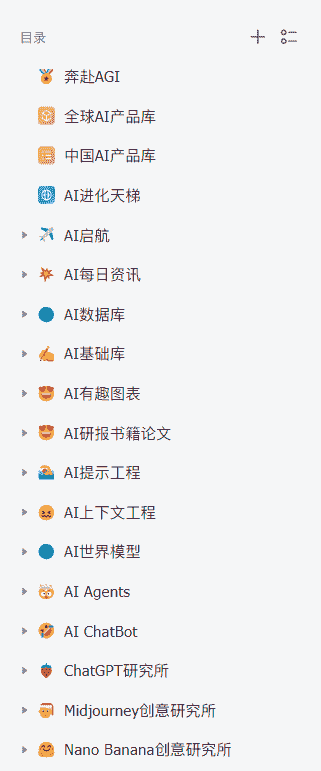 目录
奔赴AGI
全球AI产品库
中国AI产品库
AI进化天梯
AI启航
AI每日资讯
AI数据库
AI基础库
AI有趣图表
AI研报书籍论文
AI提示工程
AI上下文工程
AI世界模型
AI Agents
AI ChatBot
ChatGPT研究所
Midjourney创意研究所
Nano Banana创意研究所